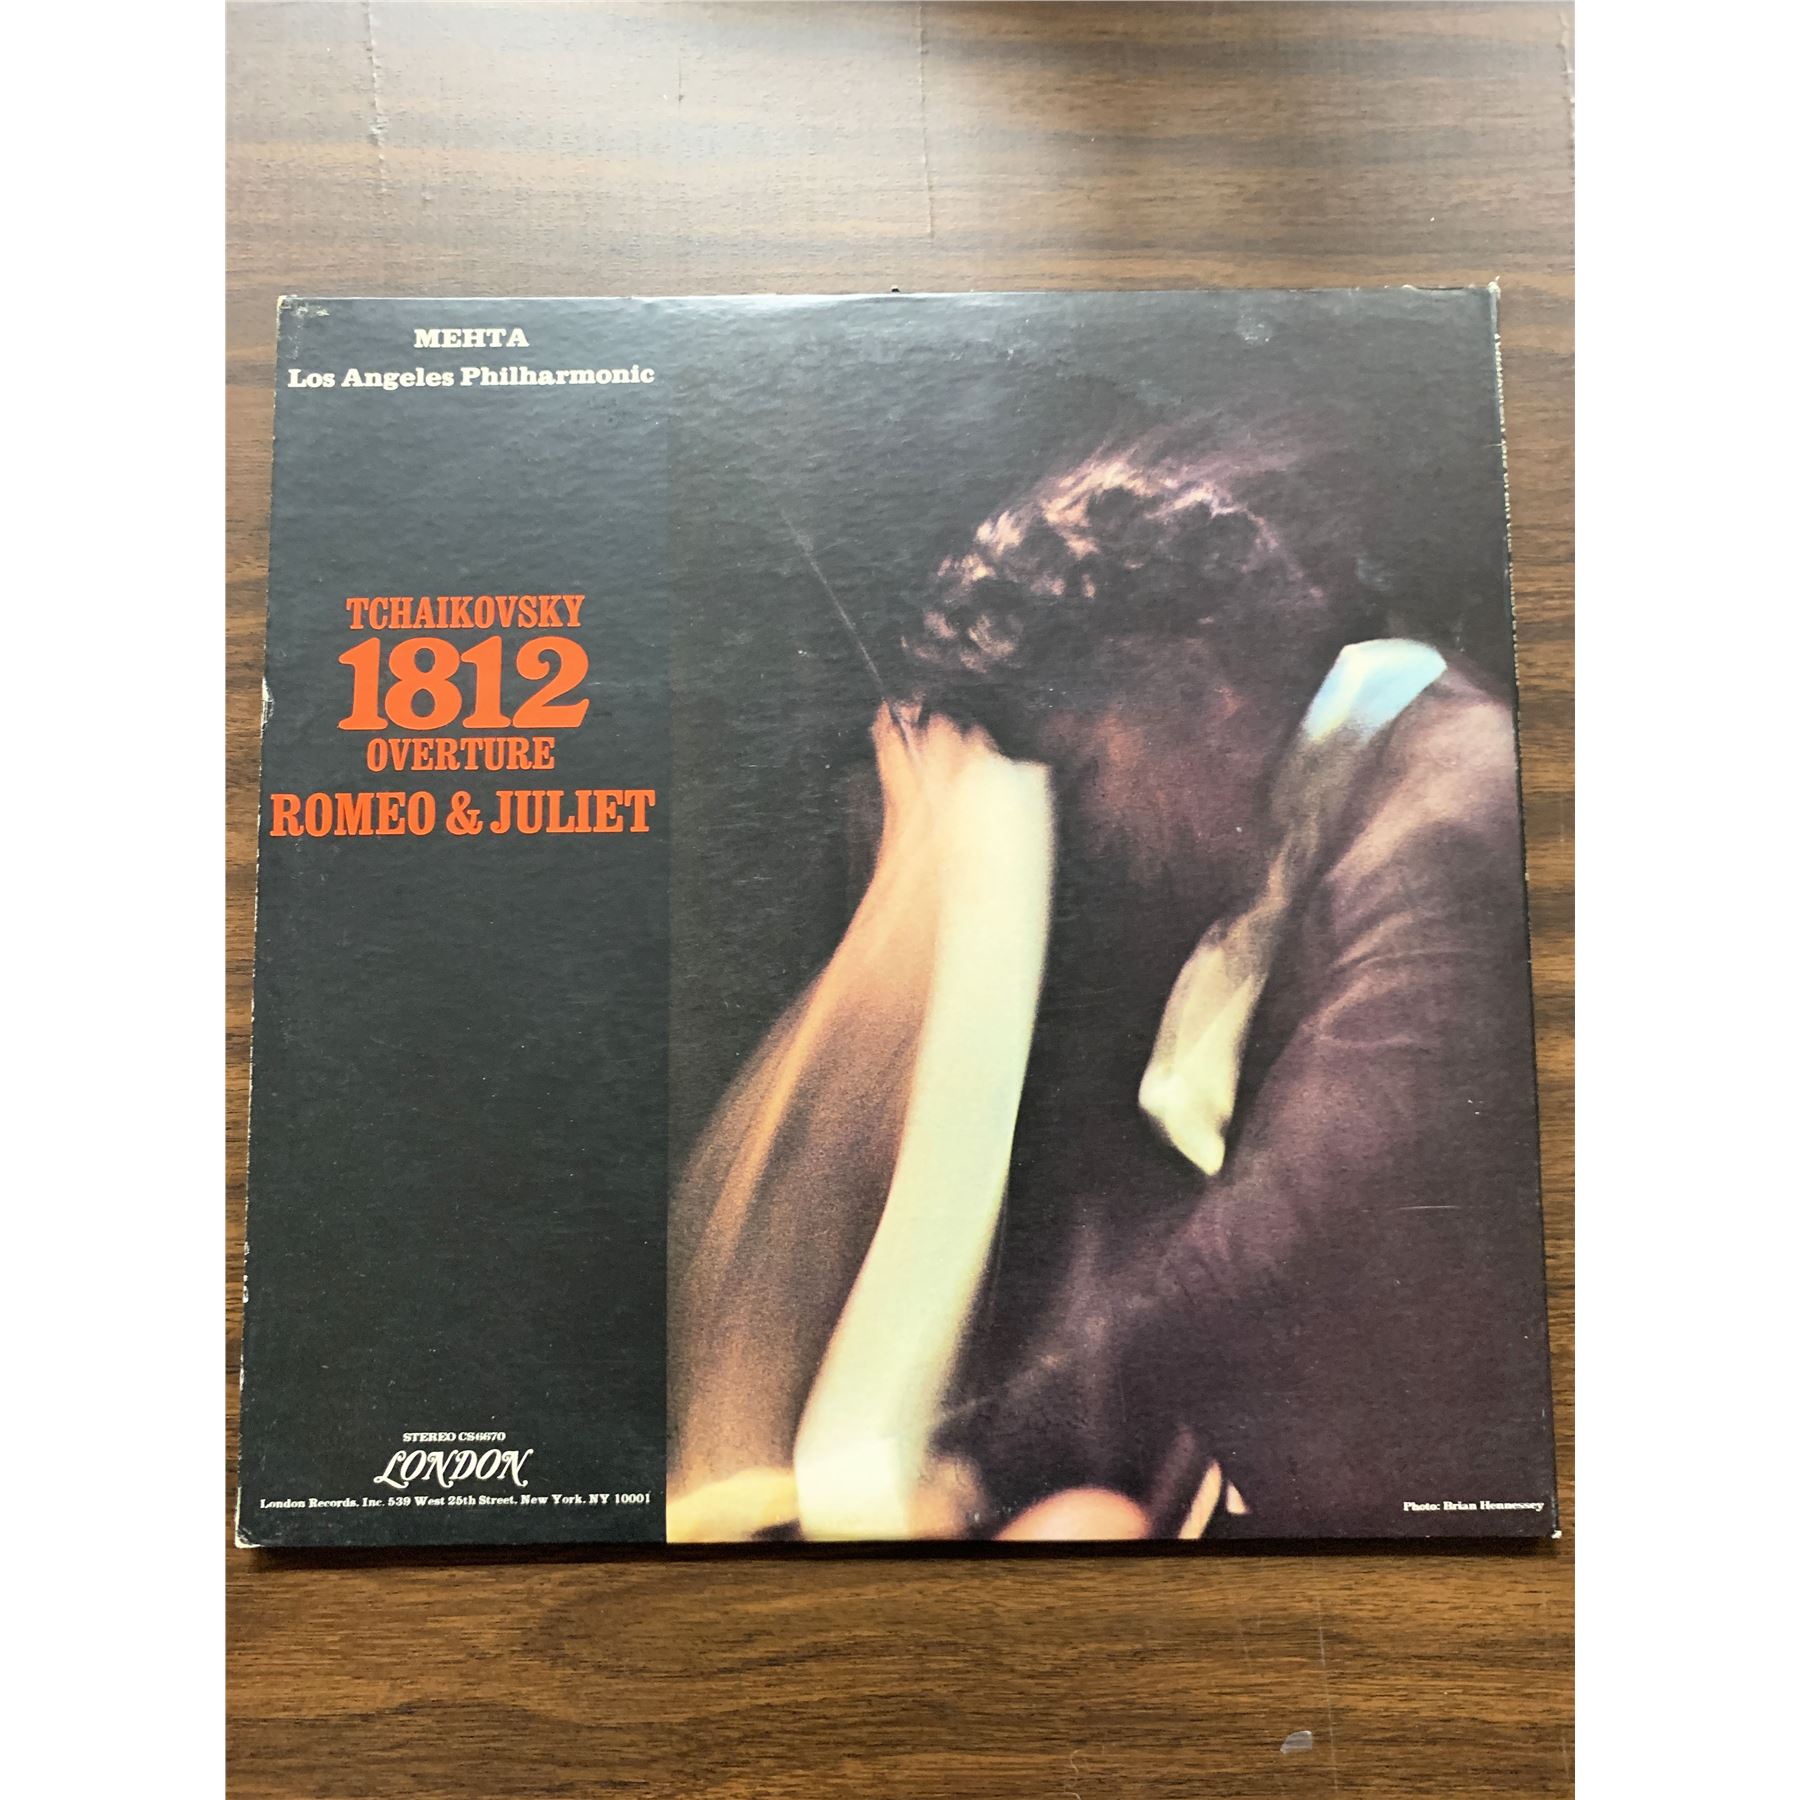 MEHTA
Los Angeles Philharmonic
TCHAIKOVSKY
1812
OVERTURE
ROMEO & JULIET
STEREO CS6670
LONDON
London Records, Inc. 539 West 25th Street, New York, NY 10001
Photo: Brian Hennessey